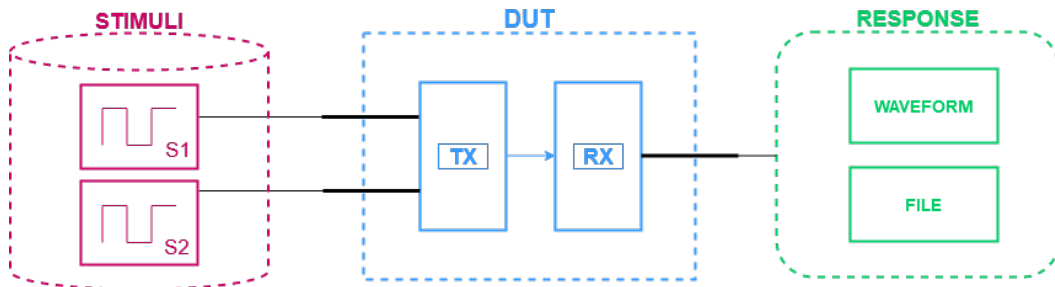 STIMULI
DUT
RESPONSE
S1
S2
TX
RX
WAVEFORM
FILE